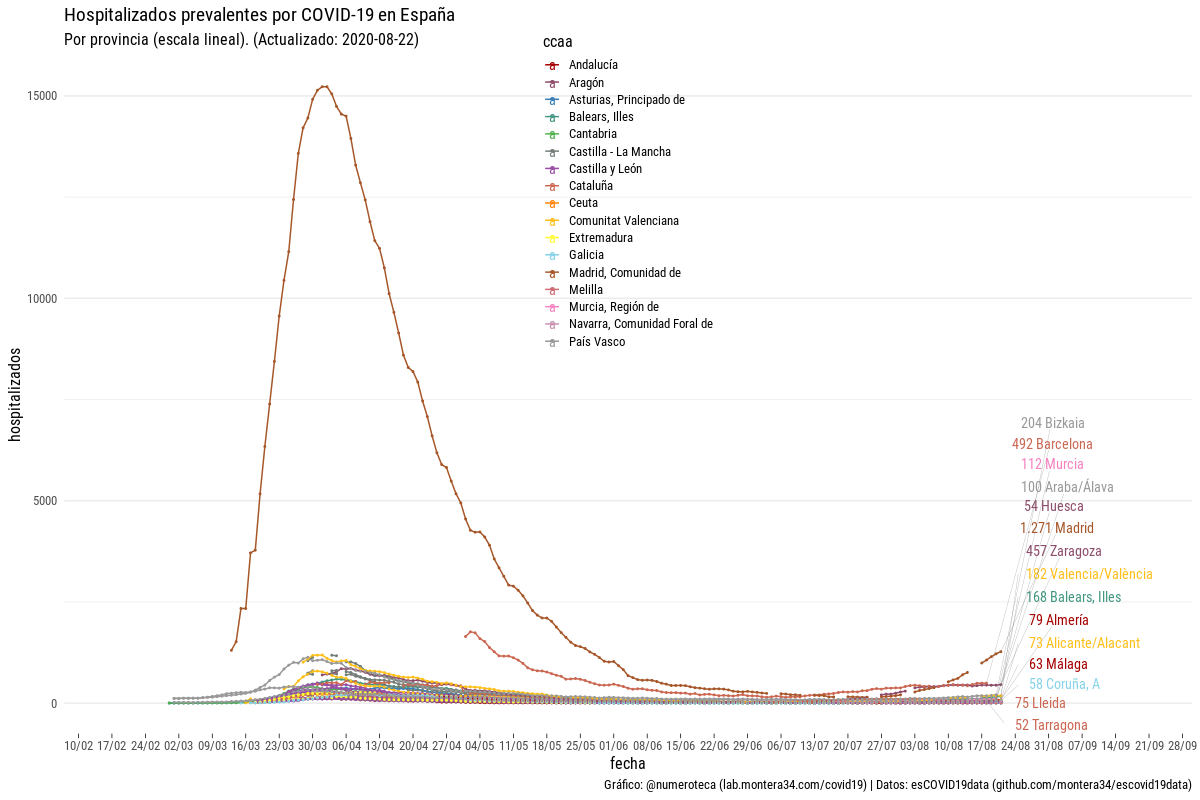 Hospitalizados prevalentes por COVID-19 en España
Por provincia (escala lineal). (Actualizado: 2020-08-22)
ccaa
Andalucía
Aragón
Asturias, Principado de
Balears, Illes
Cantabria
Castilla - La Mancha
Castilla y León
Cataluña
Ceuta
Comunitat Valenciana
Extremadura
Galicia
Madrid, Comunidad de
Melilla
Murcia, Región de
Navarra, Comunidad Foral de
País Vasco
hospitalizados
15000
10000
5000
0
204 Bizkaia
492 Barcelona
112 Murcia
100 Araba/Álava
54 Huesca
1.271 Madrid
457 Zaragoza
182 Valencia/València
168 Balears, Illes
79 Almería
73 Alicante/Alacant
63 Málaga
58 Coruña, A
75 Lleida
52 Tarragona
10/02 17/02 24/02 02/03 09/03 16/03 23/03 30/03 06/04 13/04 20/04 27/04 04/05 11/05 18/05 25/05 01/06 08/06 15/06 22/06 29/06 06/07 13/07 20/07 27/07 03/08 10/08 17/08 24/08 31/08 07/09 14/09 21/09 28/09
fecha
Gráfico: @numeroteca (lab.montera34.com/covid19) | Datos: esCOVID19data (github.com/montera34/escovid19data)